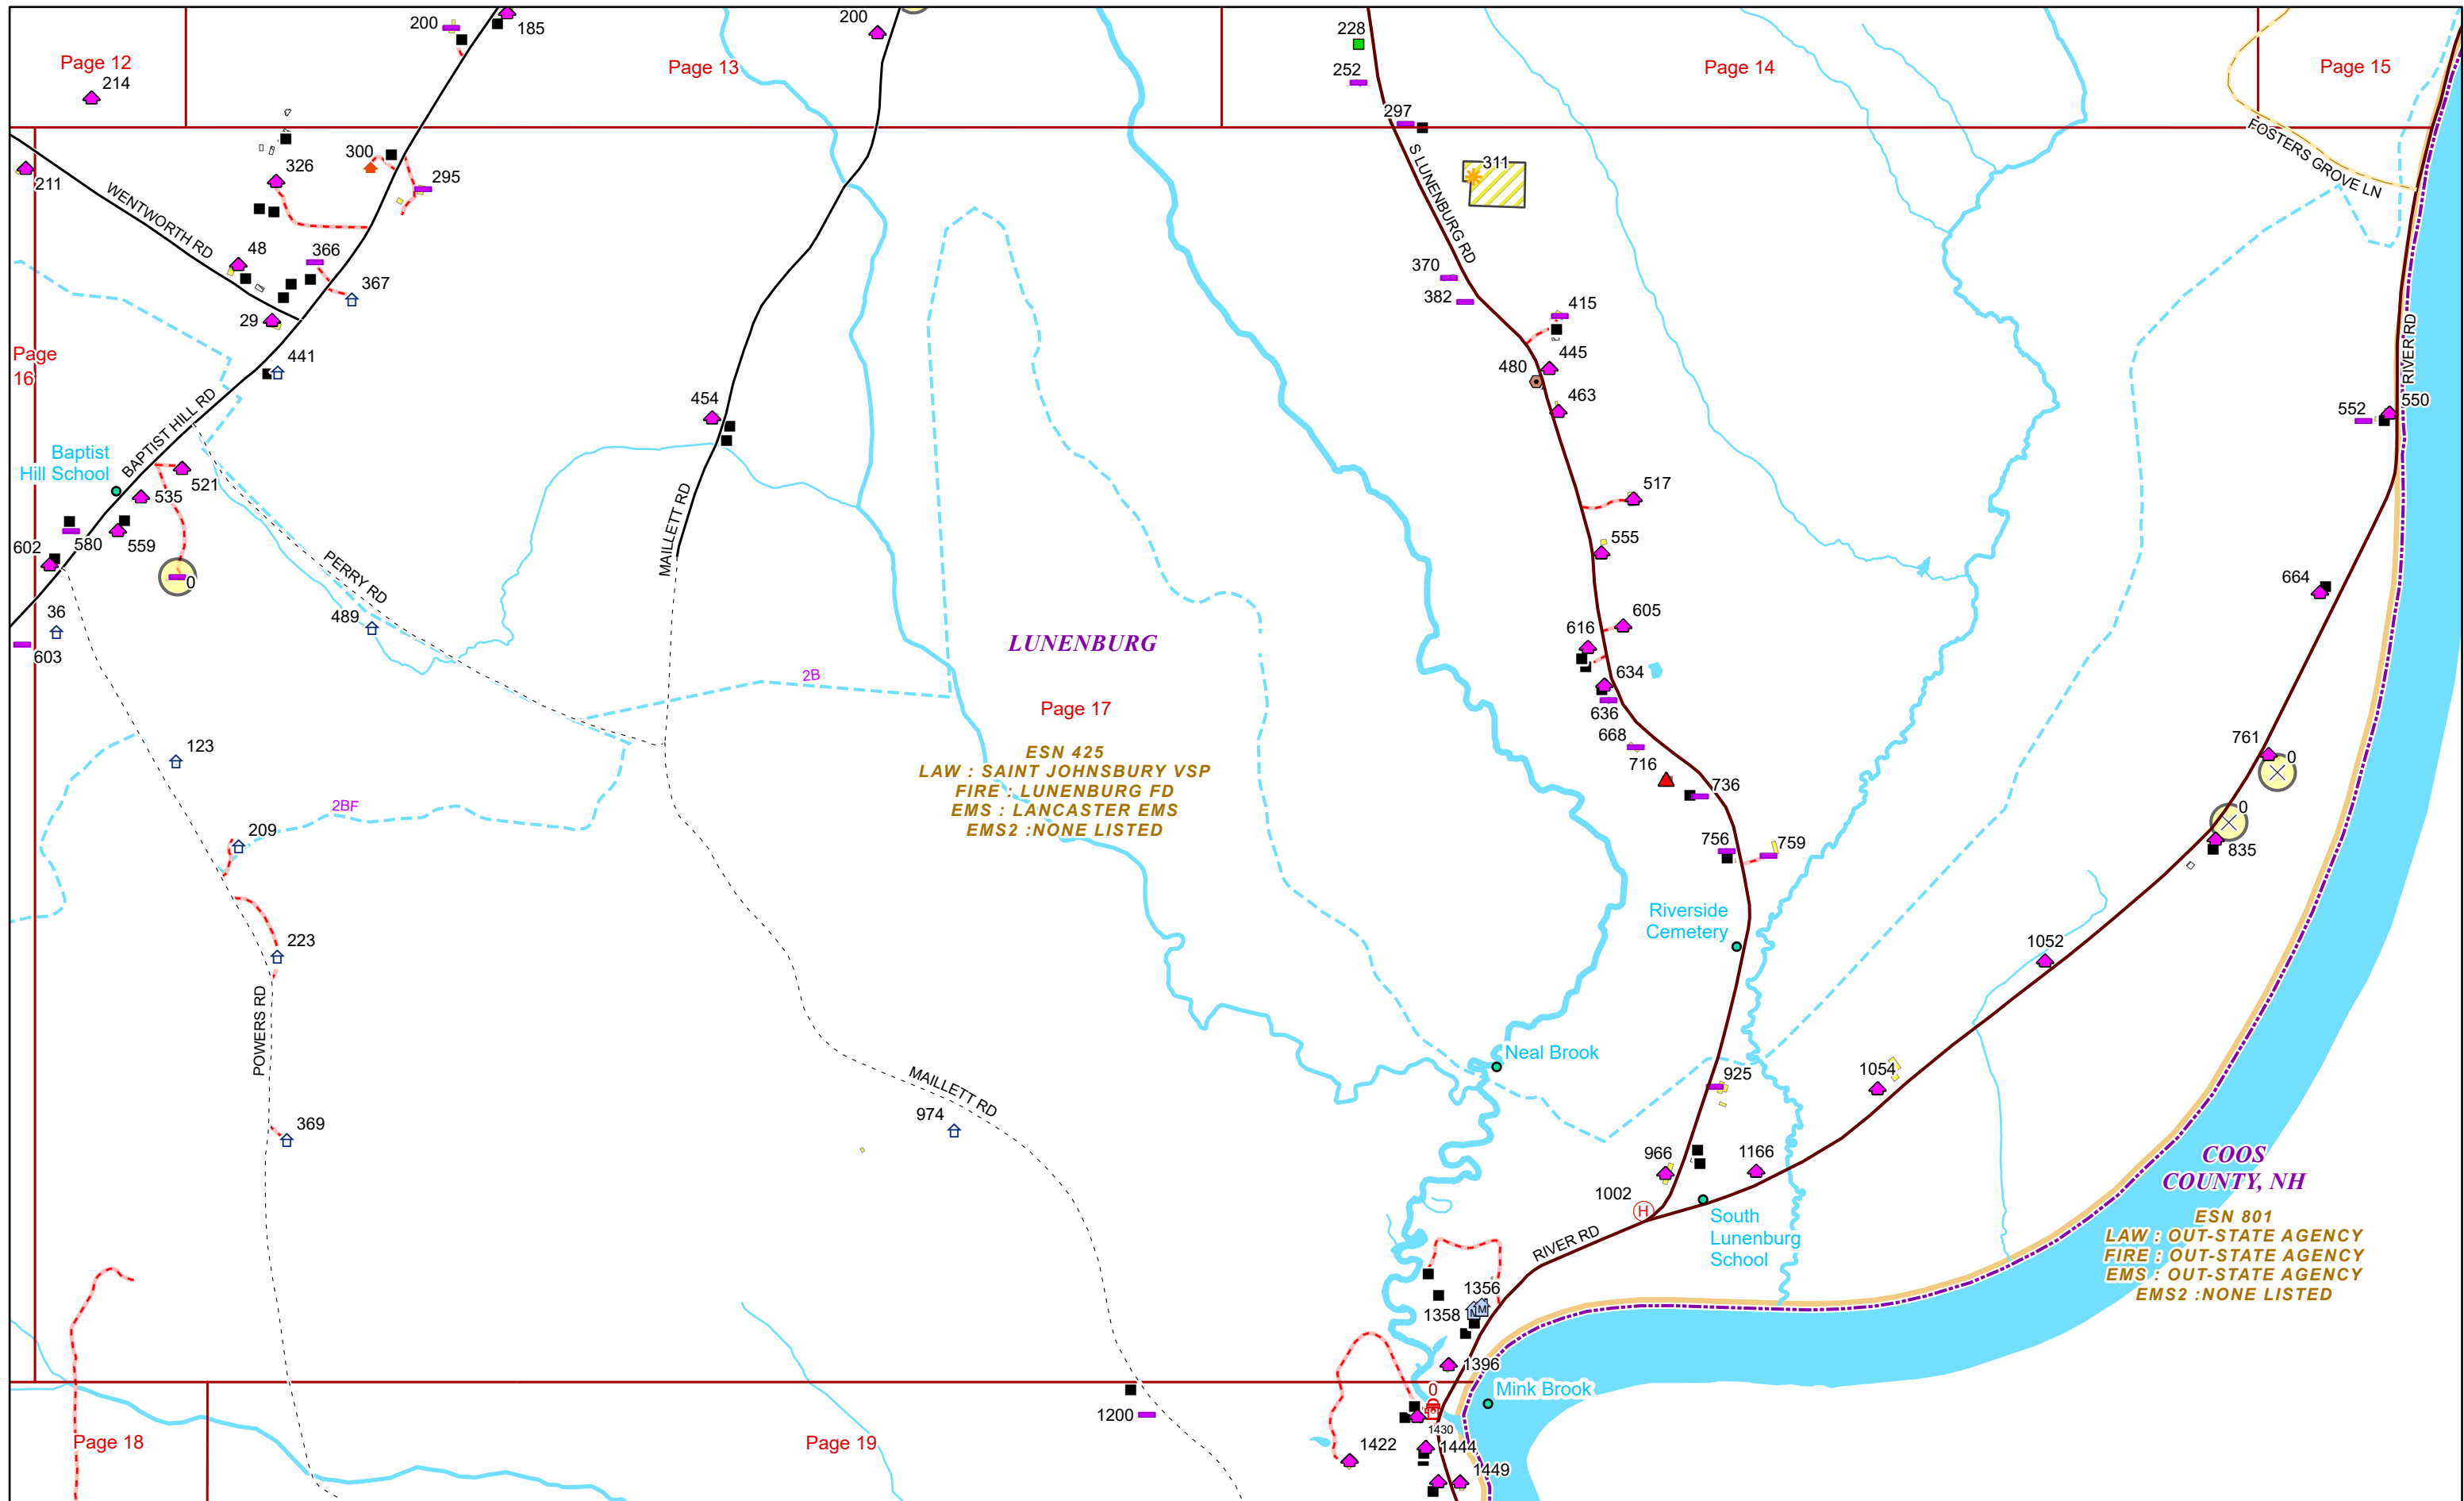 200
185
200
228
Page 12
Page 13
Page 14
Page 15
214
252
297
FOSTERS GROVE LN
300
326
211
295
S LUNENBURG RD
311
WENTWORTH RD
48
366
367
370
382
415
29
RIVER RD
Page
16
441
445
480
463
454
552
550
BAPTIST HILL RD
Baptist
Hill School
521
535
517
MAILLETT RD
580
559
602
555
0
PERRY RD
664
36
489
605
616
603
LUNENBURG
634
2B
Page 17
636
668
761
0
123
ESN 425
LAW : SAINT JOHNSBURY VSP
FIRE : LUNENBURG FD
EMS : LANCASTER EMS
EMS2 :NONE LISTED
716
736
0
2BF
209
756
759
835
Riverside
Cemetery
223
1052
POWERS RD
Neal Brook
1054
925
MAILLETT RD
974
369
966
1166
COOS
COUNTY, NH
1002
H
South
Lunenburg
School
ESN 801
LAW : OUT-STATE AGENCY
FIRE : OUT-STATE AGENCY
EMS : OUT-STATE AGENCY
EMS2 :NONE LISTED
RIVER RD
1356
1358
M
1396
0
Mink Brook
1200
1430
Page 18
Page 19
1422
1444
1449